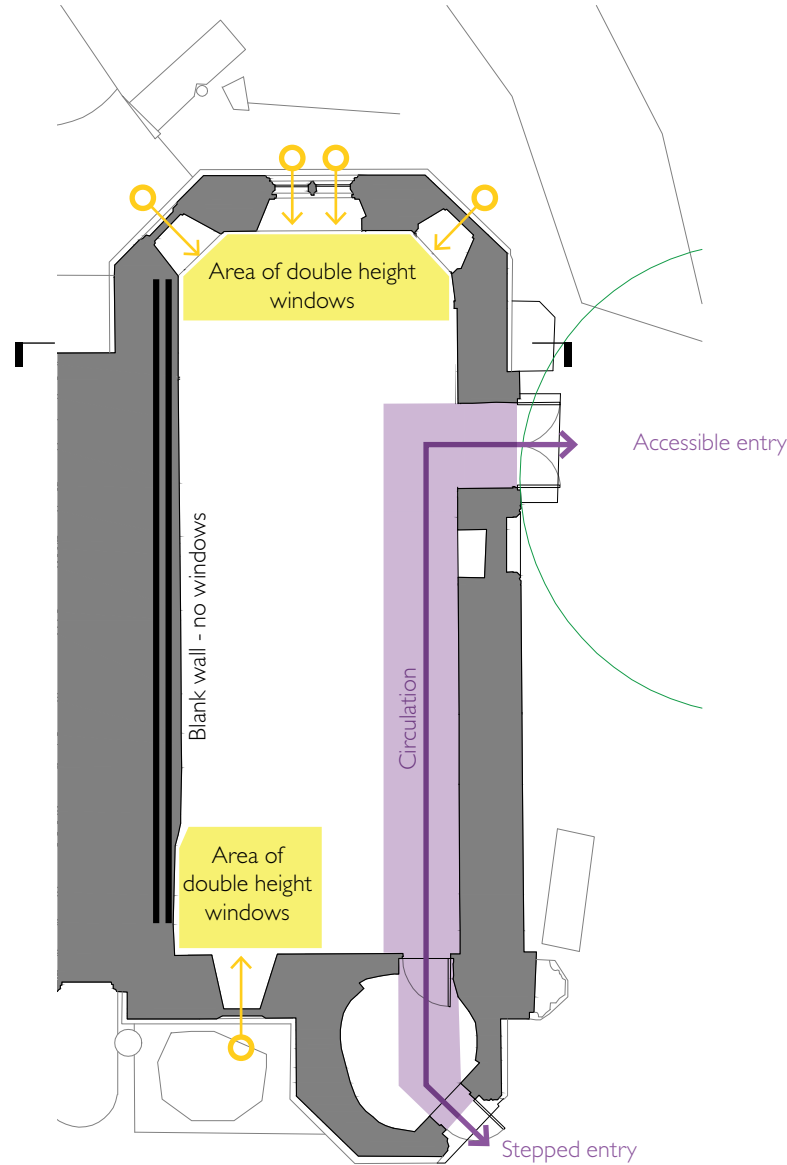 Area of double height
windows
Accessible entry
Blank wall - no windows
Circulation
Area of
double height
windows
Stepped entry